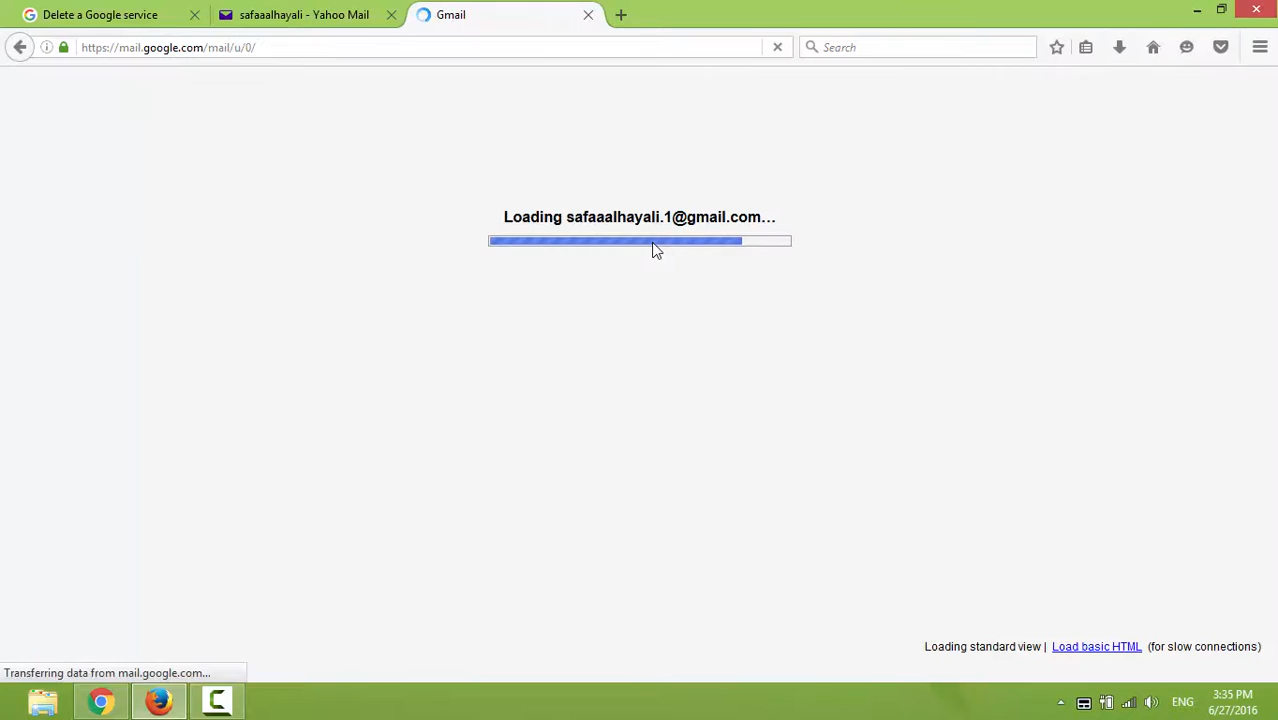 Delete a Google service
safaaalhayali - Yahoo Mail
Gmail
https://mail.google.com/mail/u/0/
Search
Loading safaaalhayali.1@gmail.com…
Loading standard view | Load basic HTML (for slow connections)
Transferring data from mail.google.com...
ENG
3:35 PM
6/27/2016